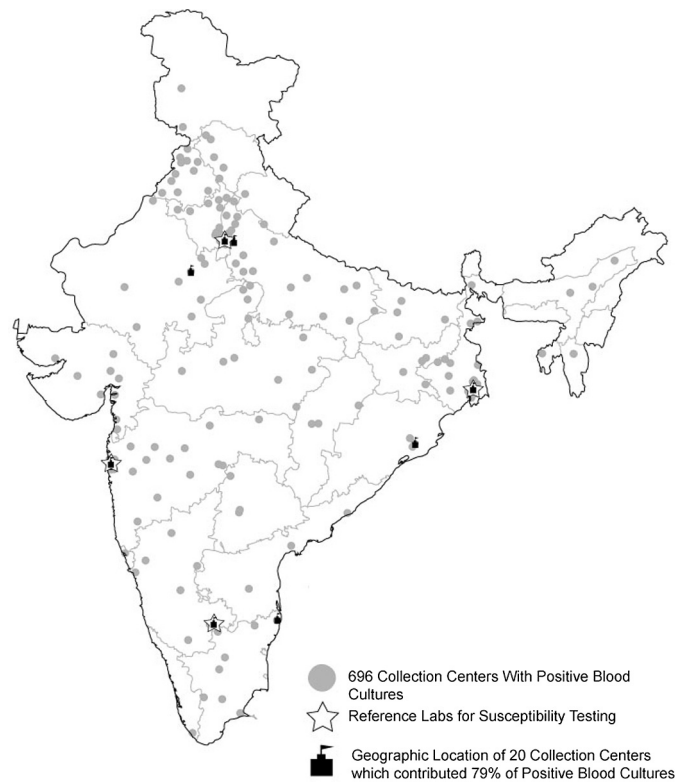 696 Collection Centers With Positive Blood
Cultures
Reference Labs for Susceptibility Testing
Geographic Location of 20 Collection Centers
which contributed 79% of Positive Blood Cultures